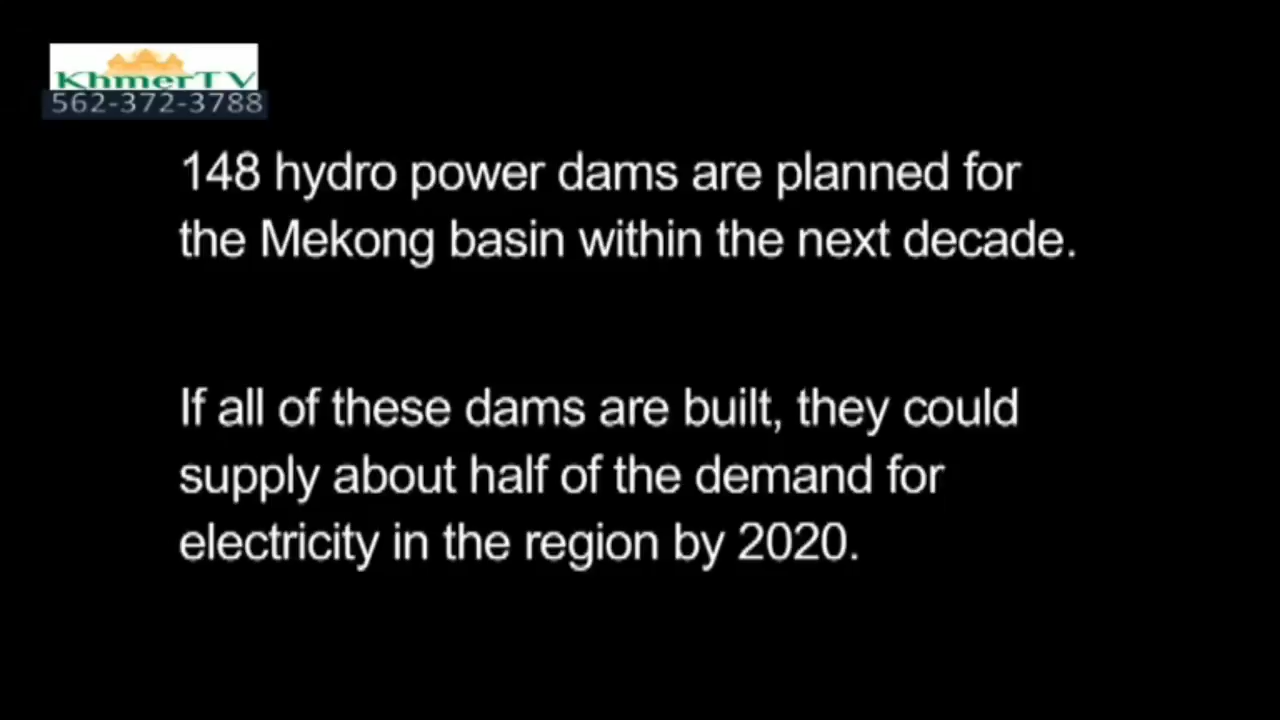 KhmerTV
562-372-3788
148 hydro power dams are planned for
the Mekong basin within the next decade.
If all of these dams are built, they could
supply about half of the demand for
electricity in the region by 2020.